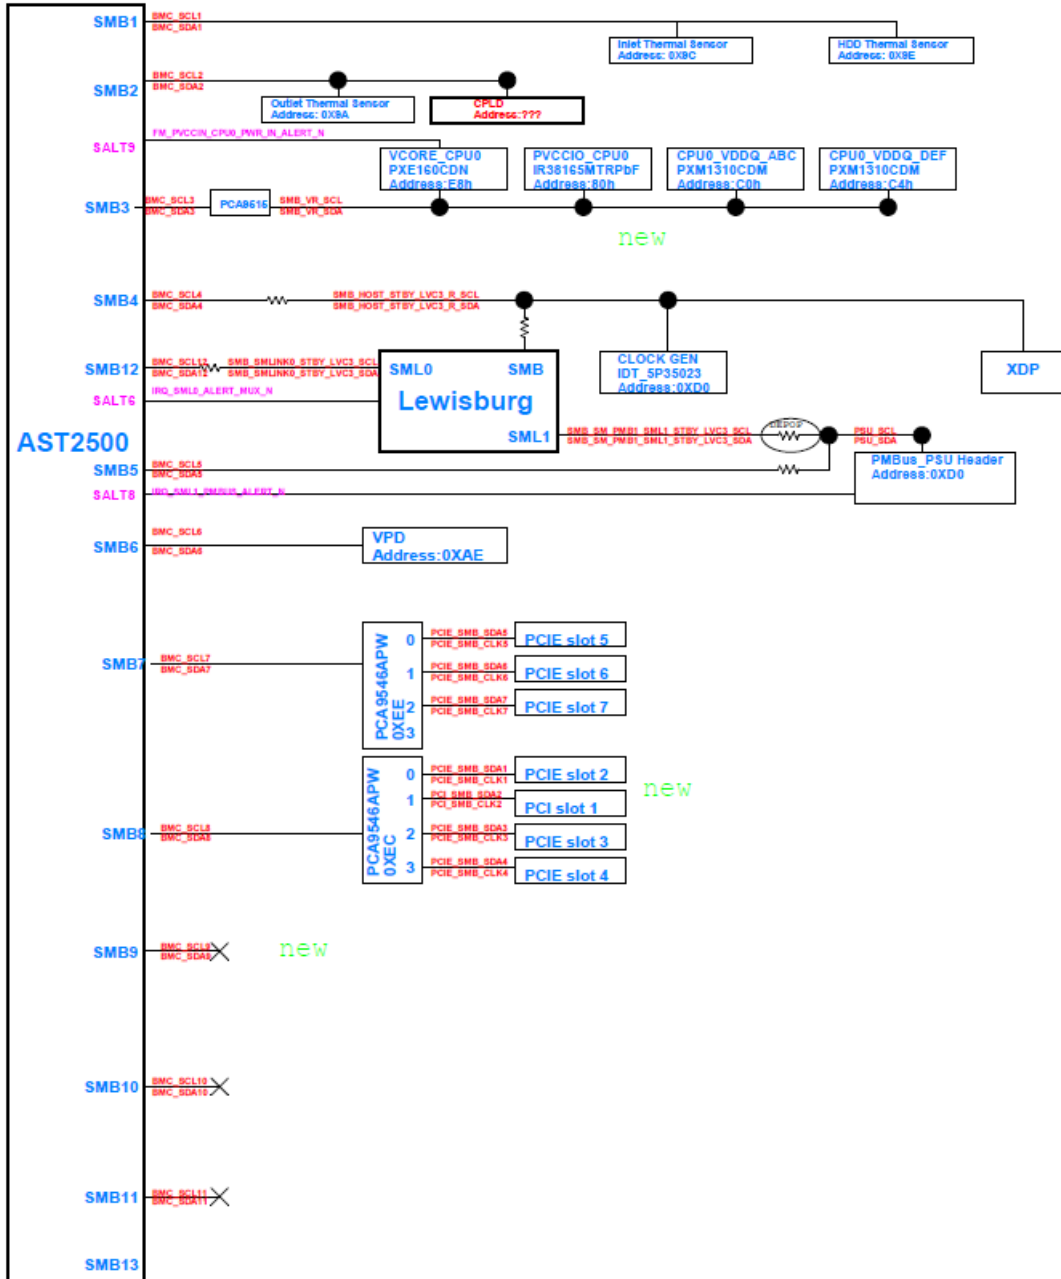 SMB1
BMC_SCL1
BMC_SDA1
Inlet Thermal Sensor
Address: 0X9C
HDD Thermal Sensor
Address: 0X9E
SMB2
BMC_SCL2
BMC_SDA2
Outlet Thermal Sensor
Address: 0X9A
CPLD
Address:???
SALT9
FM_PVCCIN_CPU0_PWR_IN_ALERT_N
VCORE_CPU0
PXE160CDN
Address:E8h
PVCCIO_CPU0
IR38165MTRPbF
Address:80h
CPU0_VDDQ_ABC
PXM1310CDM
Address:C0h
CPU0_VDDQ_DEF
PXM1310CDM
Address:C4h
SMB3
BMC_SCL3
BMC_SDA3
PCA9515
SMB_VR_SCL
SMB_VR_SDA
new
SMB4
BMC_SCL4
BMC_SDA4
SMB_HOST_STBY_LVC3_R_SCL
SMB_HOST_STBY_LVC3_R_SDA
CLOCK GEN
IDT_5P35023
Address:0XD0
XDP
SMB12
BMC_SCL12
BMC_SDA12
SMB_SMLINK0_STBY_LVC3_SCL
SMB_SMLINK0_STBY_LVC3_SDA
SML0
SMB
Lewisburg
SML1
SALT6
IRQ_SML0_ALERT_MUX_N
AST2500
SMB_SM_PMB1_SML1_STBY_LVC3_SCL
SMB_SM_PMB1_SML1_STBY_LVC3_SDA
DEPOP
PSU_SCL
PSU_SDA
PMBus_PSU Header
Address:0XD0
SMB5
BMC_SCL5
BMC_SDA5
SALT8
IRQ_SML1_PMBUS_ALERT_N
SMB6
BMC_SCL6
BMC_SDA6
VPD
Address:0XAE
SMB7
BMC_SCL7
BMC_SDA7
PCA9546APW
0XEE
0
PCIE_SMB_SDA5
PCIE_SMB_CLK5
PCIE slot 5
1
PCIE_SMB_SDA6
PCIE_SMB_CLK6
PCIE slot 6
2
PCIE_SMB_SDA7
PCIE_SMB_CLK7
PCIE slot 7
3
SMB8
BMC_SCL8
BMC_SDA8
PCA9546APW
0XEC
0
PCIE_SMB_SDA1
PCIE_SMB_CLK1
PCIE slot 2
new
1
PCI_SMB_SDA2
PCI_SMB_CLK2
PCI slot 1
2
PCIE_SMB_SDA3
PCIE_SMB_CLK3
PCIE slot 3
3
PCIE_SMB_SDA4
PCIE_SMB_CLK4
PCIE slot 4
SMB9
BMC_SCL9
BMC_SDA9
new
SMB10
BMC_SCL10
BMC_SDA10
SMB11
BMC_SCL11
BMC_SDA11
SMB13